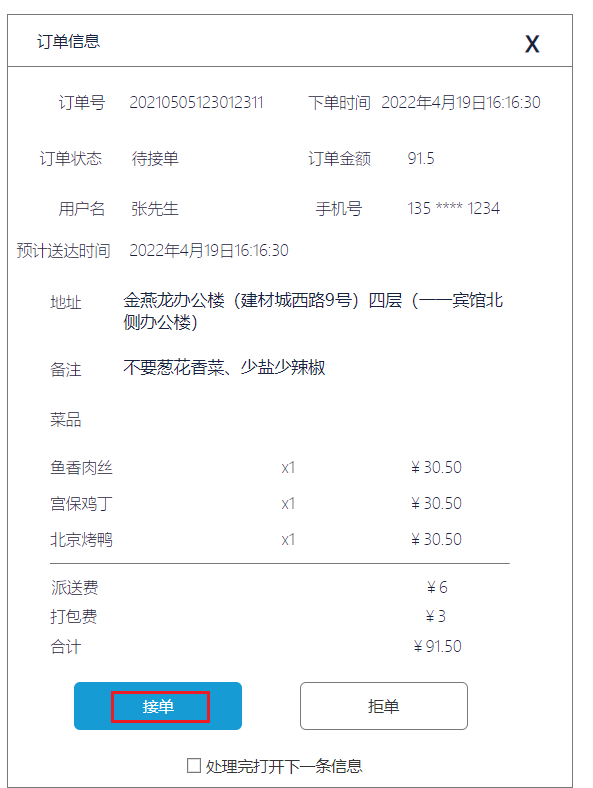 订单信息 X
订单号 20210505123012311 下单时间 2022年4月19日16:16:30
订单状态 待接单 订单金额 91.5
用户名 张先生 手机号 135 **** 1234
预计送达时间 2022年4月19日16:16:30
地址 金燕龙办公楼（建材城西路9号）四层（一一宾馆北
侧办公楼）
备注 不要葱花香菜、少盐少辣椒
菜品
鱼香肉丝 x1 ￥30.50
宫保鸡丁 x1 ￥30.50
北京烤鸭 x1 ￥30.50
派送费 ￥6
打包费 ￥3
合计 ￥91.50
接单 拒单
处理完打开下一条信息